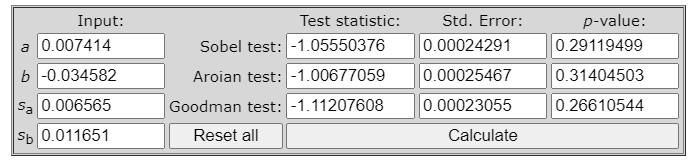 Input: Test statistic: Std. Error: p-value:
a 0.007414 Sobel test: -1.05550376 0.00024291 0.29119499
b -0.034582 Aroian test: -1.00677059 0.00025467 0.31404503
sa 0.006565 Goodman test: -1.11207608 0.00023055 0.26610544
sb 0.011651 Reset all Calculate